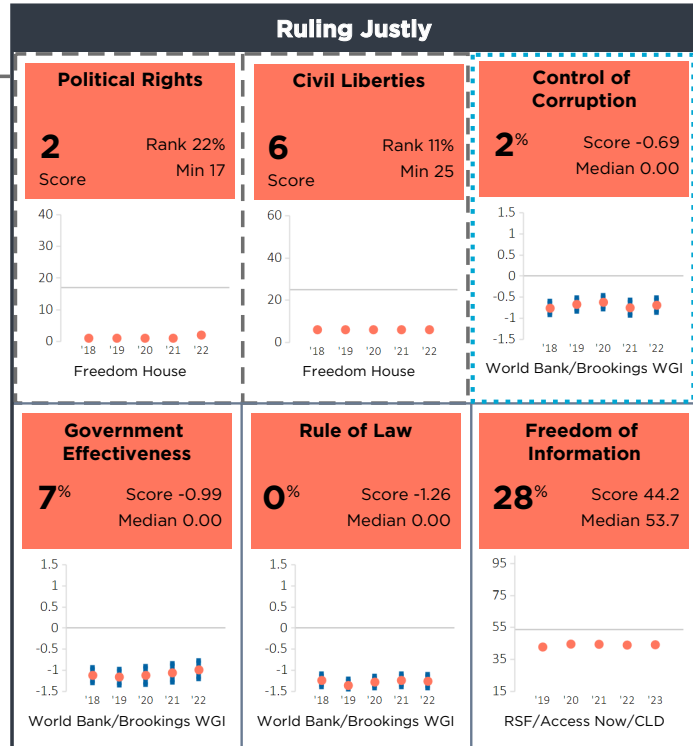 Ruling Justly
Political Rights
2
Score
Rank 22%
Min 17
40
30
20
10
0
'18 '19 '20 '21 '22
Freedom House
Civil Liberties
6
Score
Rank 11%
Min 25
60
40
20
0
'18 '19 '20 '21 '22
Freedom House
Control of
Corruption
2%
Score -0.69
Median 0.00
1.5
1
0.5
0
-0.5
-1
-1.5
'18 '19 '20 '21 '22
World Bank/Brookings WGI
Government
Effectiveness
7%
Score -0.99
Median 0.00
1.5
1
0.5
0
-0.5
-1
-1.5
'18 '19 '20 '21 '22
World Bank/Brookings WGI
Rule of Law
0%
Score -1.26
Median 0.00
1.5
1
0.5
0
-0.5
-1
-1.5
'18 '19 '20 '21 '22
World Bank/Brookings WGI
Freedom of
Information
28%
Score 44.2
Median 53.7
95
75
55
35
15
'19 '20 '21 '22 '23
RSF/Access Now/CLD